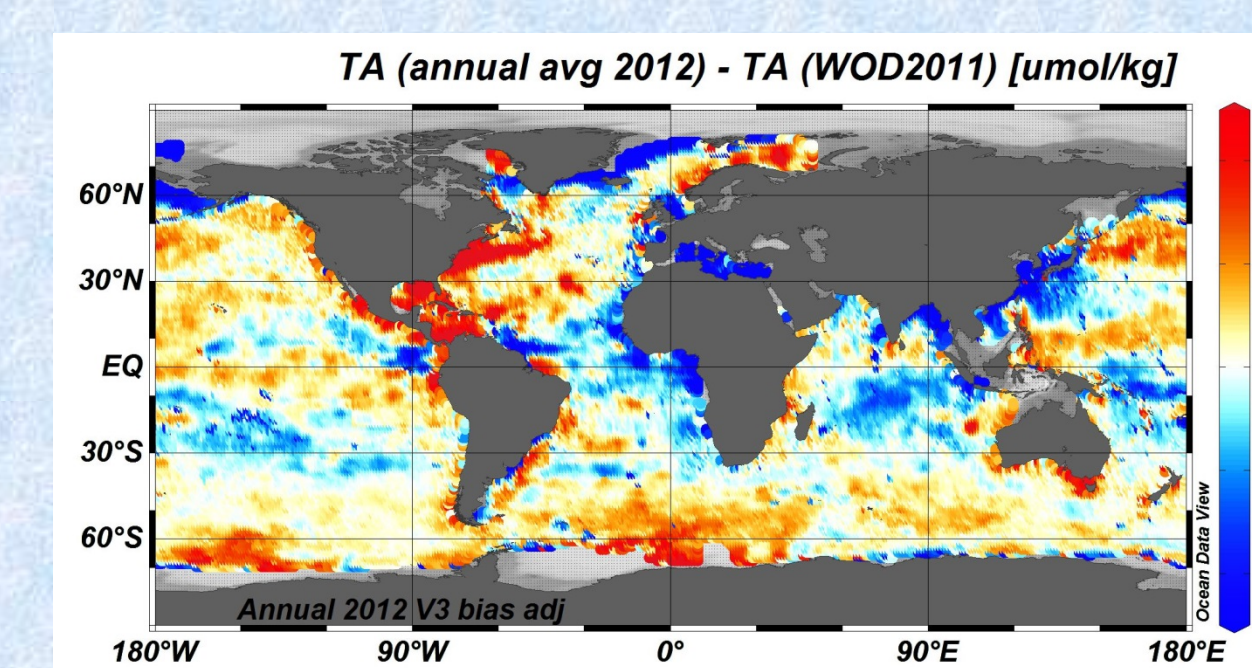 TA (annual avg 2012) - TA (WOD2011) [umol/kg]
60°N
30°N
EQ
30°S
60°S
Ocean Data View
Annual 2012 V3 bias adj
180°W 90°W 0° 90°E 180°E